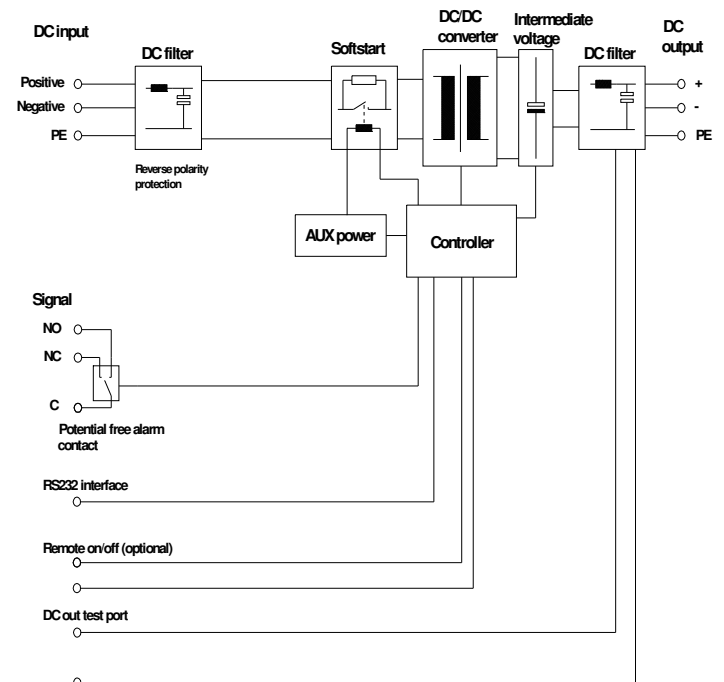 DC input
DC filter
Softstart
DC/DC
converter
Intermediate
voltage
DC filter
DC
output
Positive
Negative
PE
+
-
PE
Reverse polarity
protection
AUX power
Controller
Signal
NO
NC
C
Potential free alarm
contact
RS232 interface
Remote on/off (optional)
DC out test port